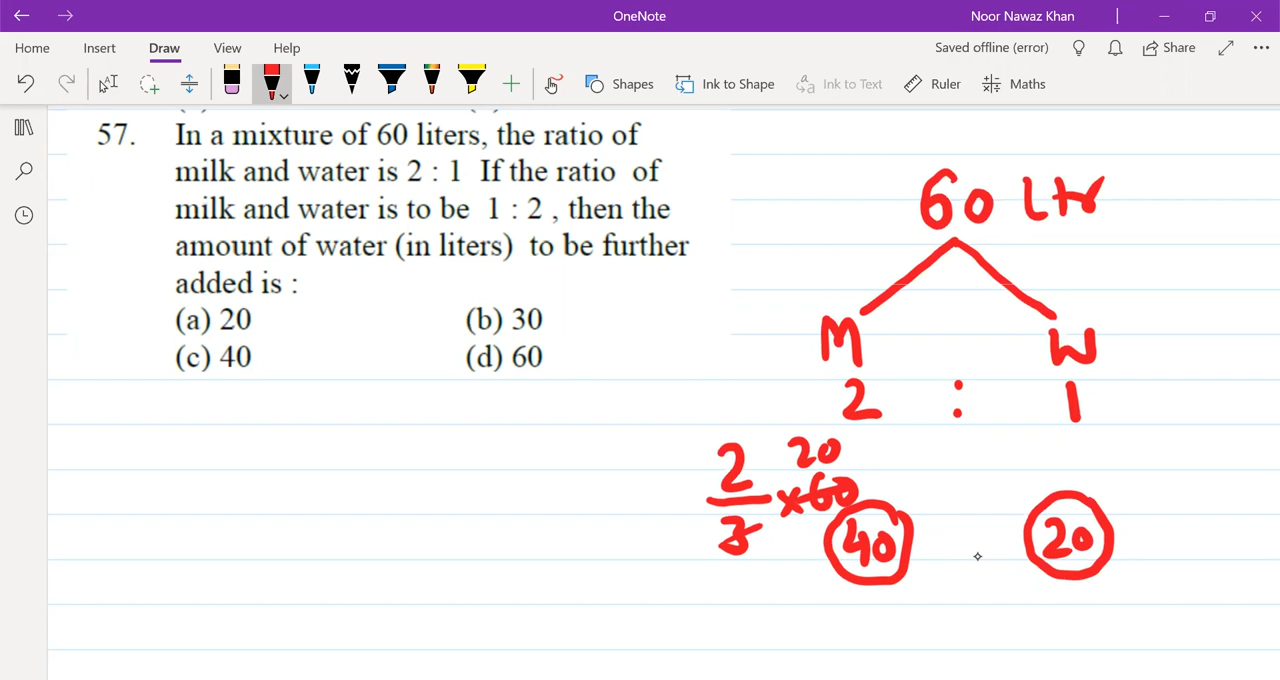 OneNote
Noor Nawaz Khan
Home Insert Draw View Help
Saved offline (error)
Share
Shapes
Ink to Shape
Ink to Text
Ruler
Maths
57. In a mixture of 60 liters, the ratio of
milk and water is 2 : 1 If the ratio of
milk and water is to be 1 : 2 , then the
amount of water (in liters) to be further
added is :
(a) 20 (b) 30
(c) 40 (d) 60
60 Ltr
M W
2 : 1
20
2/3 × 60
40 20